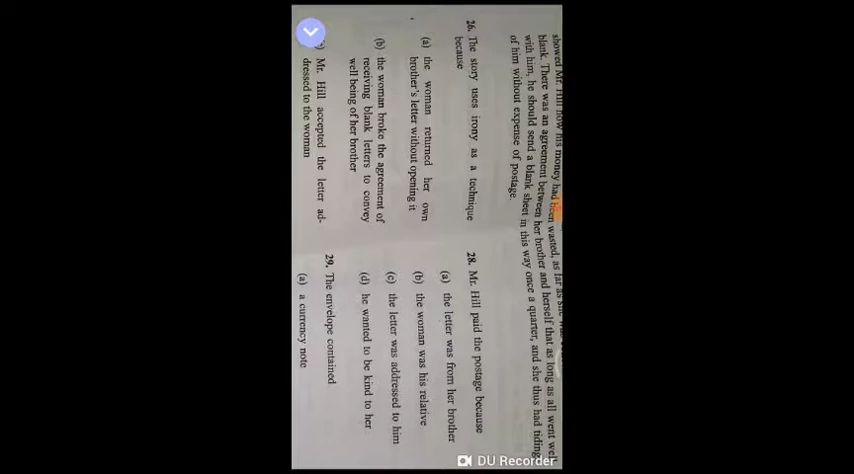 showed Mr. Hill how his money had been wasted, as far as she was
blank. There was an agreement between her brother and herself that as long as all went well
with him, he should send a blank sheet in this way once a quarter, and she thus had tiding
of him without expense of postage.
26. The story uses irony as a technique
because
(a) the woman returned her own
brother's letter without opening it
(b) the woman broke the agreement of
receiving blank letters to convey
well being of her brother
) Mr. Hill accepted the letter ad-
dressed to the woman
28. Mr. Hill paid the postage because
(a) the letter was from her brother
(b) the woman was his relative
(c) the letter was addressed to him
(d) he wanted to be kind to her
29. The envelope contained
(a) a currency note
DU Recorder